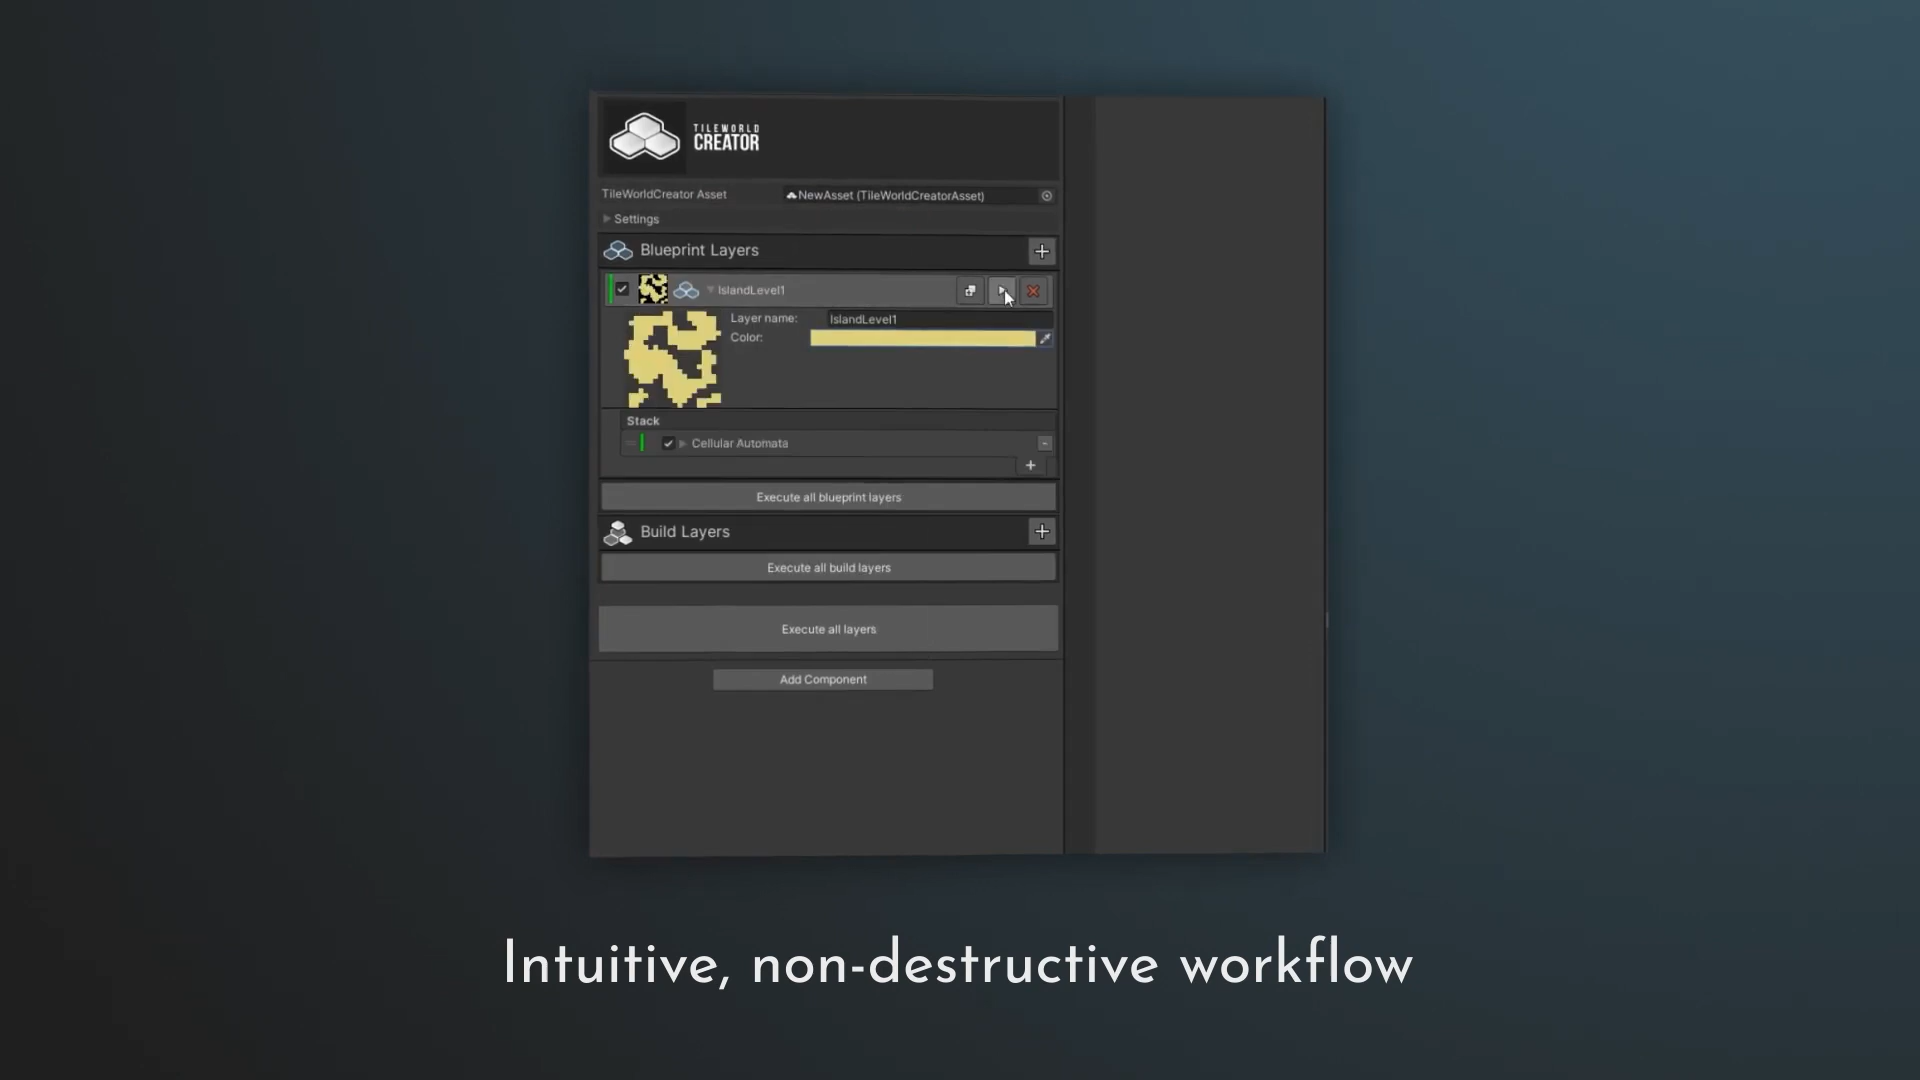 TILEWORLD
CREATOR
TileWorldCreator Asset
NewAsset (TileWorldCreatorAsset)
Settings
Blueprint Layers
IslandLevel1
Layer name:
IslandLevel1
Color:
Stack
Cellular Automata
Execute all blueprint layers
Build Layers
Execute all build layers
Execute all layers
Add Component
Intuitive, non-destructive workflow